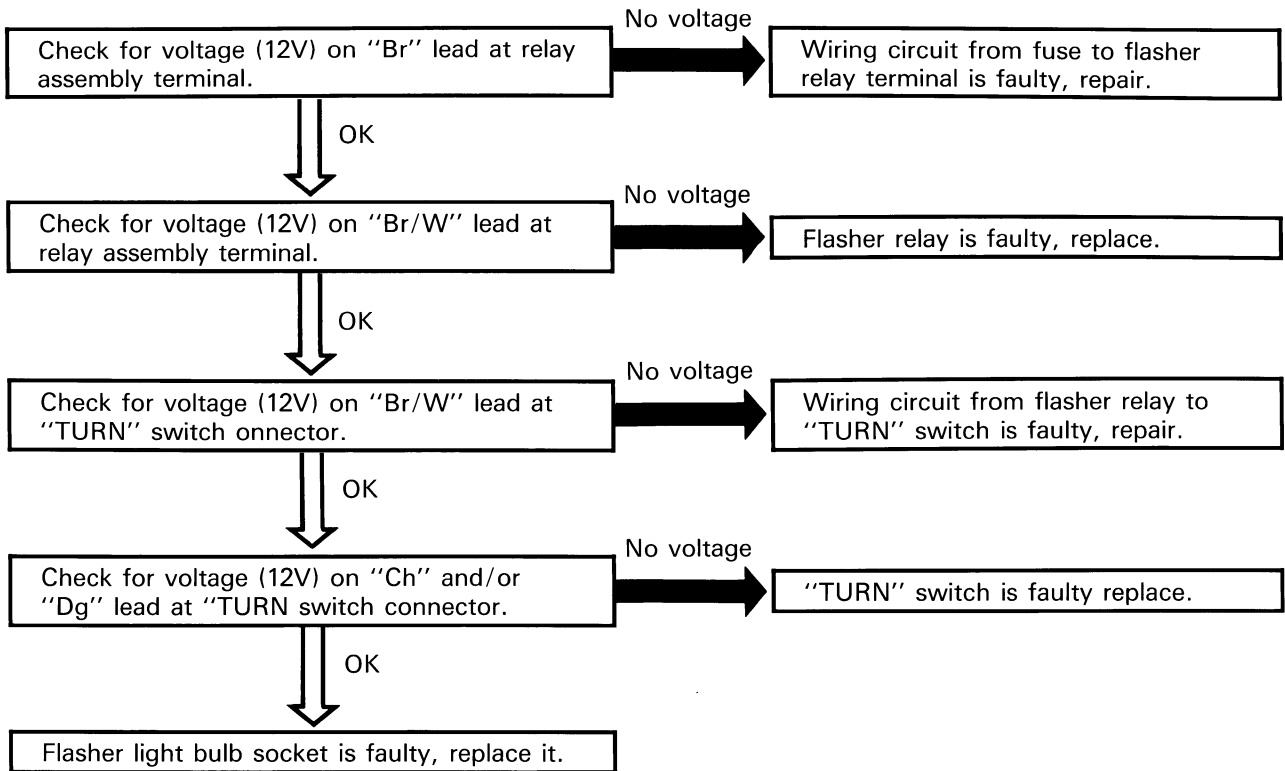 No voltage
Check for voltage (12V) on "Br" lead at relay
assembly terminal.
Wiring circuit from fuse to flasher
relay terminal is faulty, repair.
OK
No voltage
Check for voltage (12V) on "Br/W" lead at
relay assembly terminal.
Flasher relay is faulty, replace.
OK
No voltage
Check for voltage (12V) on "Br/W" lead at
"TURN" switch onnector.
Wiring circuit from flasher relay to
"TURN" switch is faulty, repair.
OK
No voltage
Check for voltage (12V) on "Ch" and/or
"Dg" lead at "TURN switch connector.
"TURN" switch is faulty replace.
OK
Flasher light bulb socket is faulty, replace it.